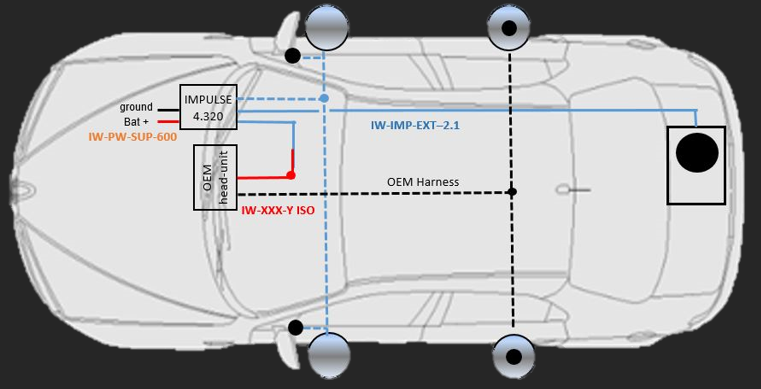 IMPULSE
4.320
ground
Bat +
IW-PW-SUP-600
IW-IMP-EXT–2.1
OEM
head-unit
OEM Harness
IW-XXX-Y ISO